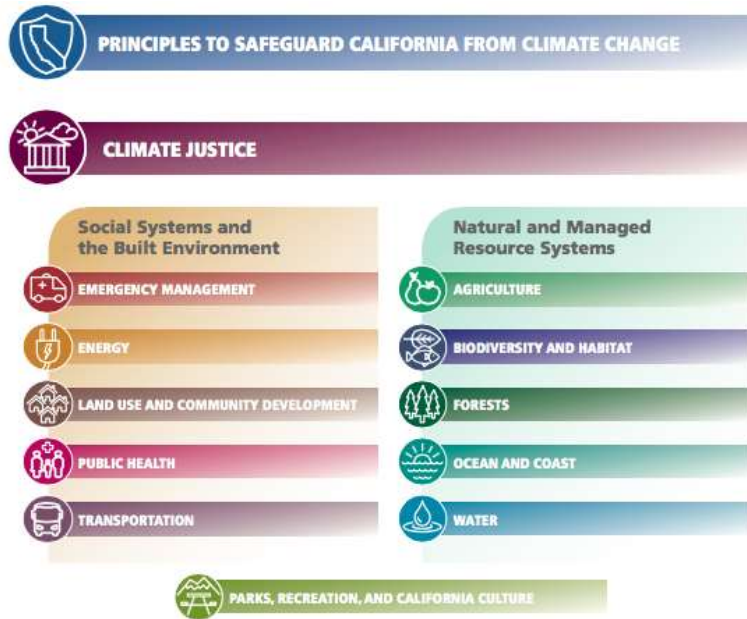 PRINCIPLES TO SAFEGUARD CALIFORNIA FROM CLIMATE CHANGE
CLIMATE JUSTICE
Social Systems and
the Built Environment
EMERGENCY MANAGEMENT
ENERGY
LAND USE AND COMMUNITY DEVELOPMENT
PUBLIC HEALTH
TRANSPORTATION
Natural and Managed
Resource Systems
AGRICULTURE
BIODIVERSITY AND HABITAT
FORESTS
OCEAN AND COAST
WATER
PARKS, RECREATION, AND CALIFORNIA CULTURE